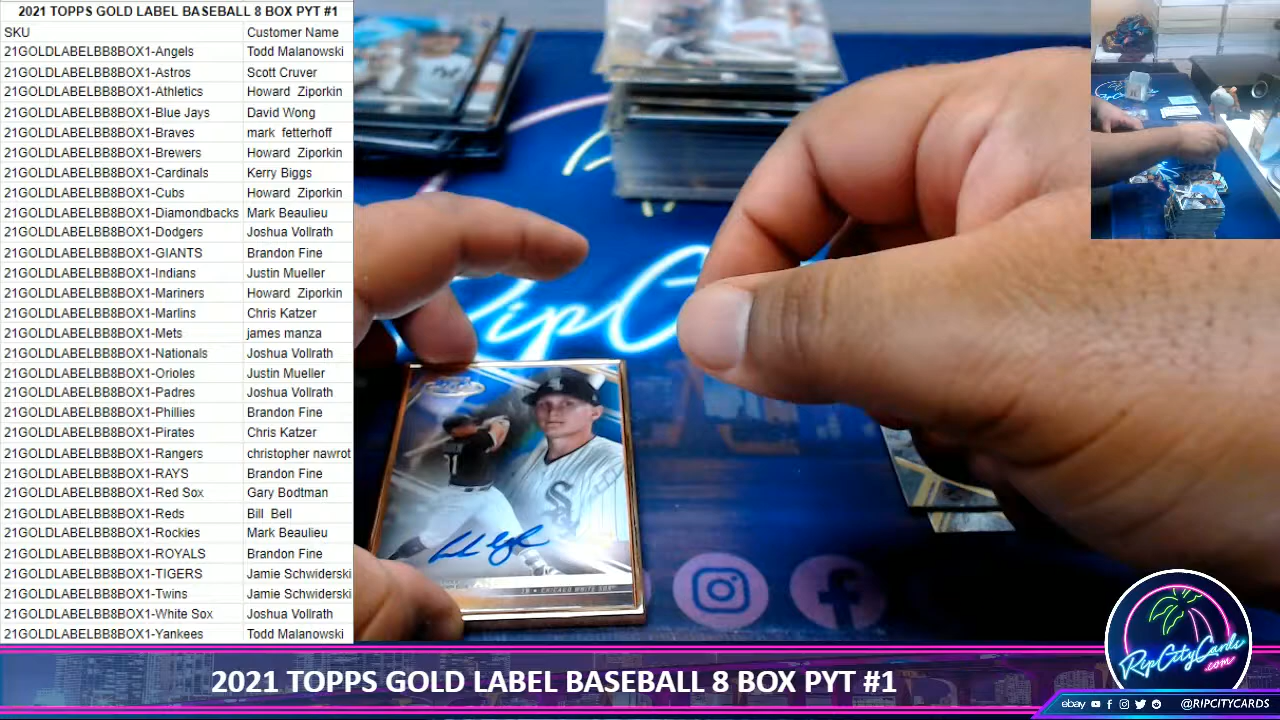 2021 TOPPS GOLD LABEL BASEBALL 8 BOX PYT #1
SKU Customer Name
21GOLDLABELBB8BOX1-Angels Todd Malanowski
21GOLDLABELBB8BOX1-Astros Scott Cruver
21GOLDLABELBB8BOX1-Athletics Howard Ziporkin
21GOLDLABELBB8BOX1-Blue Jays David Wong
21GOLDLABELBB8BOX1-Braves mark fetterhoff
21GOLDLABELBB8BOX1-Brewers Howard Ziporkin
21GOLDLABELBB8BOX1-Cardinals Kerry Biggs
21GOLDLABELBB8BOX1-Cubs Howard Ziporkin
21GOLDLABELBB8BOX1-Diamondbacks Mark Beaulieu
21GOLDLABELBB8BOX1-Dodgers Joshua Vollrath
21GOLDLABELBB8BOX1-GIANTS Brandon Fine
21GOLDLABELBB8BOX1-Indians Justin Mueller
21GOLDLABELBB8BOX1-Mariners Howard Ziporkin
21GOLDLABELBB8BOX1-Marlins Chris Katzer
21GOLDLABELBB8BOX1-Mets james manza
21GOLDLABELBB8BOX1-Nationals Joshua Vollrath
21GOLDLABELBB8BOX1-Orioles Justin Mueller
21GOLDLABELBB8BOX1-Padres Joshua Vollrath
21GOLDLABELBB8BOX1-Phillies Brandon Fine
21GOLDLABELBB8BOX1-Pirates Chris Katzer
21GOLDLABELBB8BOX1-Rangers christopher nawrot
21GOLDLABELBB8BOX1-RAYS Brandon Fine
21GOLDLABELBB8BOX1-Red Sox Gary Bodtman
21GOLDLABELBB8BOX1-Reds Bill Bell
21GOLDLABELBB8BOX1-Rockies Mark Beaulieu
21GOLDLABELBB8BOX1-ROYALS Brandon Fine
21GOLDLABELBB8BOX1-TIGERS Jamie Schwiderski
21GOLDLABELBB8BOX1-Twins Jamie Schwiderski
21GOLDLABELBB8BOX1-White Sox Joshua Vollrath
21GOLDLABELBB8BOX1-Yankees Todd Malanowski
RipC
CHICAGO WHITE SOX
2021 TOPPS GOLD LABEL BASEBALL 8 BOX PYT #1
RipCityCards
.com
ebay @RIPCITYCARDS